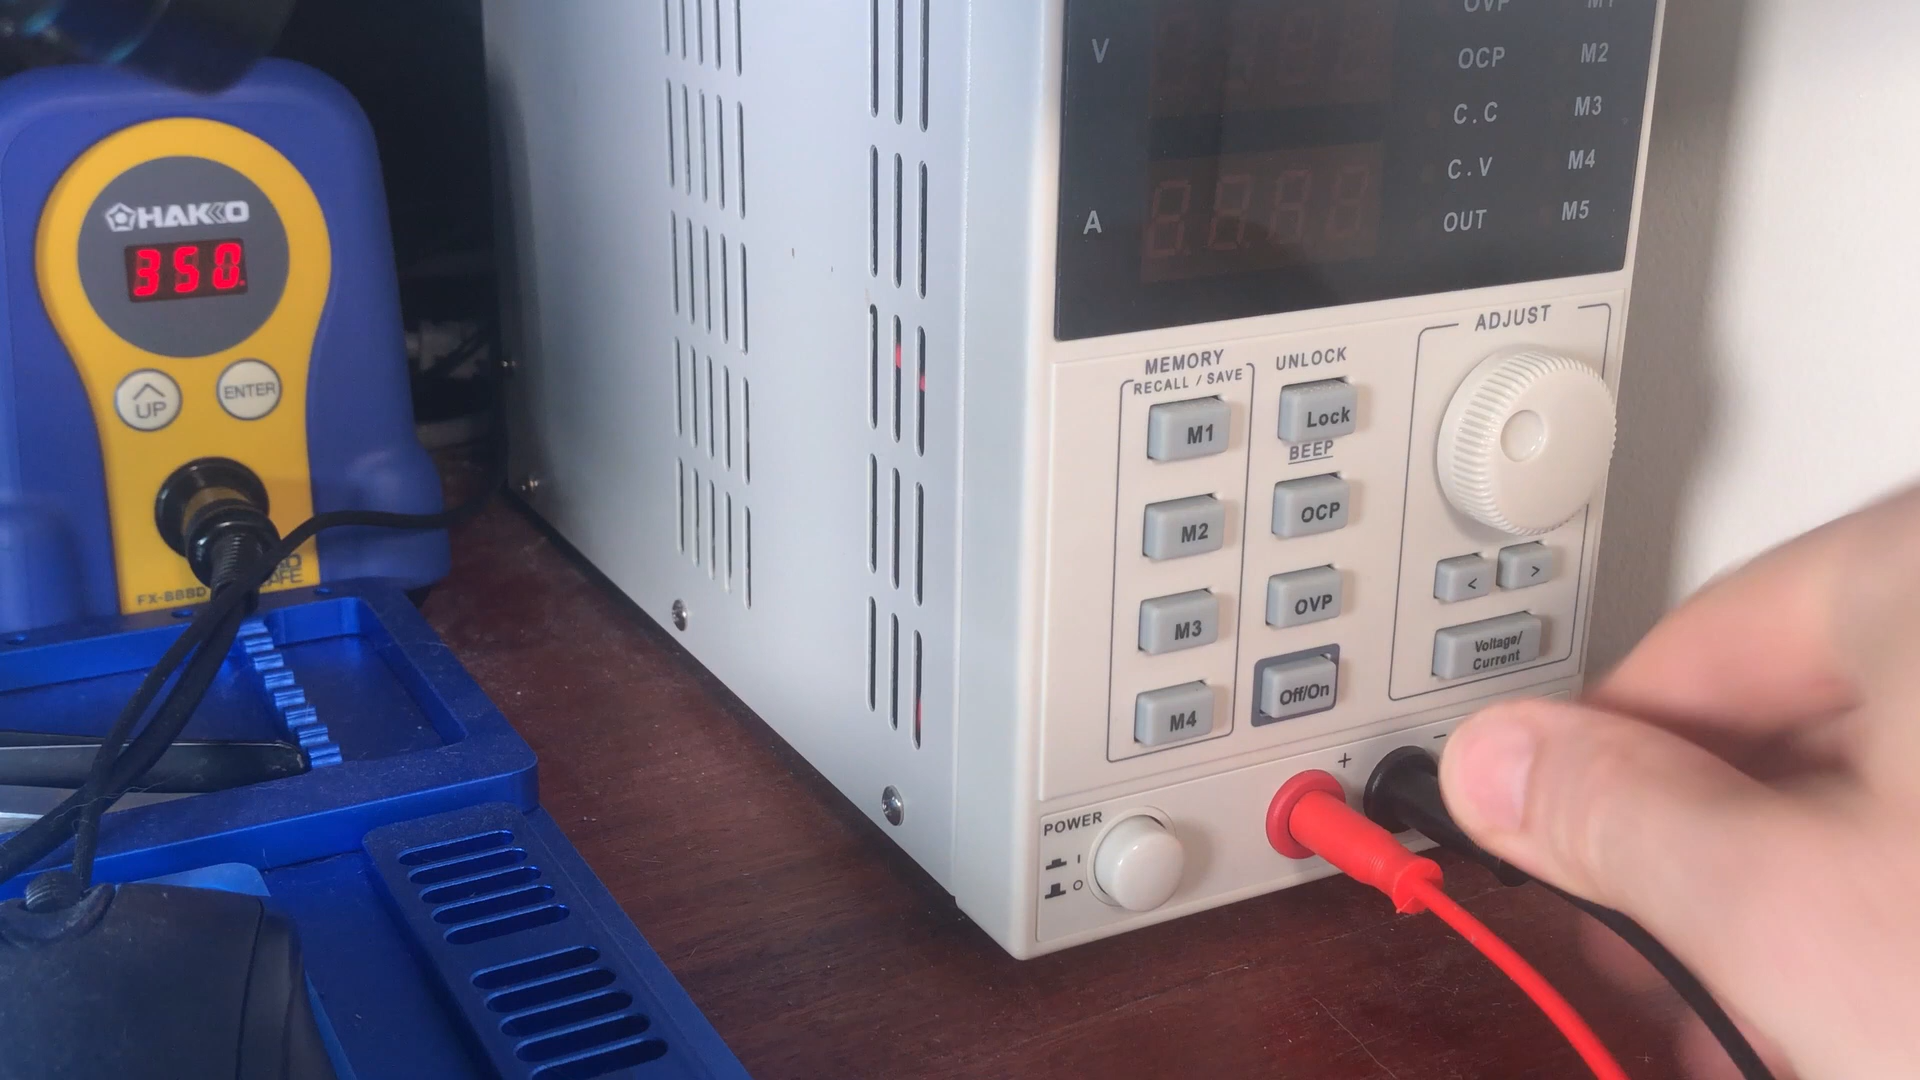 HAKKO
350.
UP
ENTER
FX-888D
V
A
OVP
M1
OCP
M2
C.C
M3
C.V
M4
OUT
M5
MEMORY
RECALL / SAVE
M1
M2
M3
M4
UNLOCK
Lock
BEEP
OCP
OVP
Off/On
ADJUST
<
>
Voltage/
Current
POWER
I
O
+
-